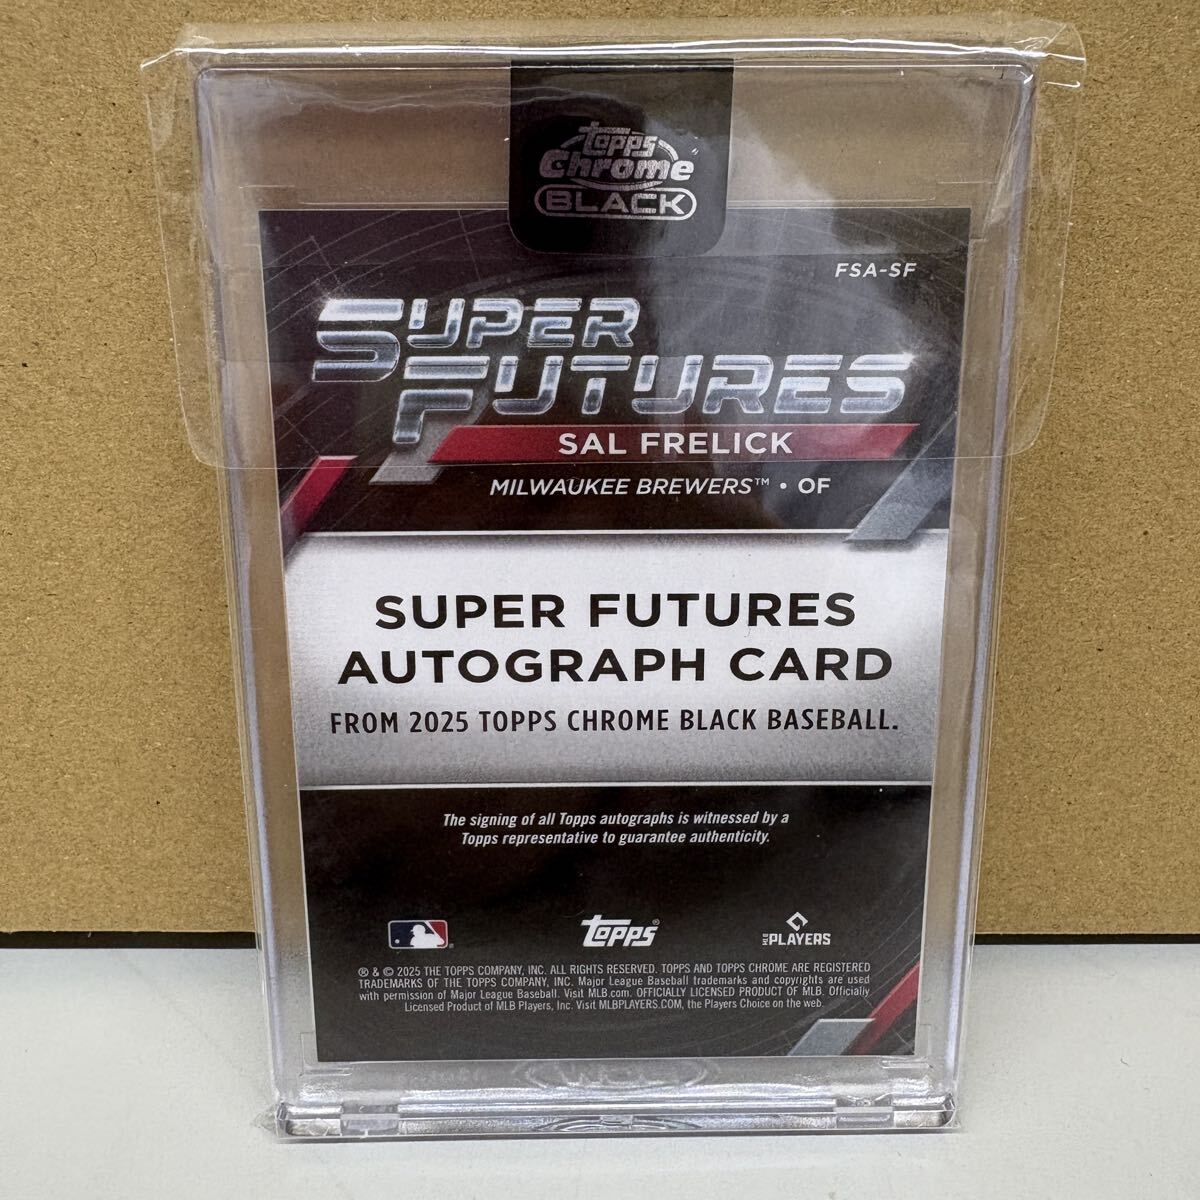 Topps
Chrome
BLACK
FSA-SF
SUPER
FUTURES
SAL FRELICK
MILWAUKEE BREWERS™ • OF
SUPER FUTURES
AUTOGRAPH CARD
FROM 2025 TOPPS CHROME BLACK BASEBALL.
The signing of all Topps autographs is witnessed by a
Topps representative to guarantee authenticity.
Topps® MLB PLAYERS
® & © 2025 THE TOPPS COMPANY, INC. ALL RIGHTS RESERVED. TOPPS AND TOPPS CHROME ARE REGISTERED
TRADEMARKS OF THE TOPPS COMPANY, INC. Major League Baseball trademarks and copyrights are used
with permission of Major League Baseball. Visit MLB.com. OFFICIALLY LICENSED PRODUCT OF MLB. Officially
Licensed Product of MLB Players, Inc. Visit MLBPLAYERS.COM, the Players Choice on the web.